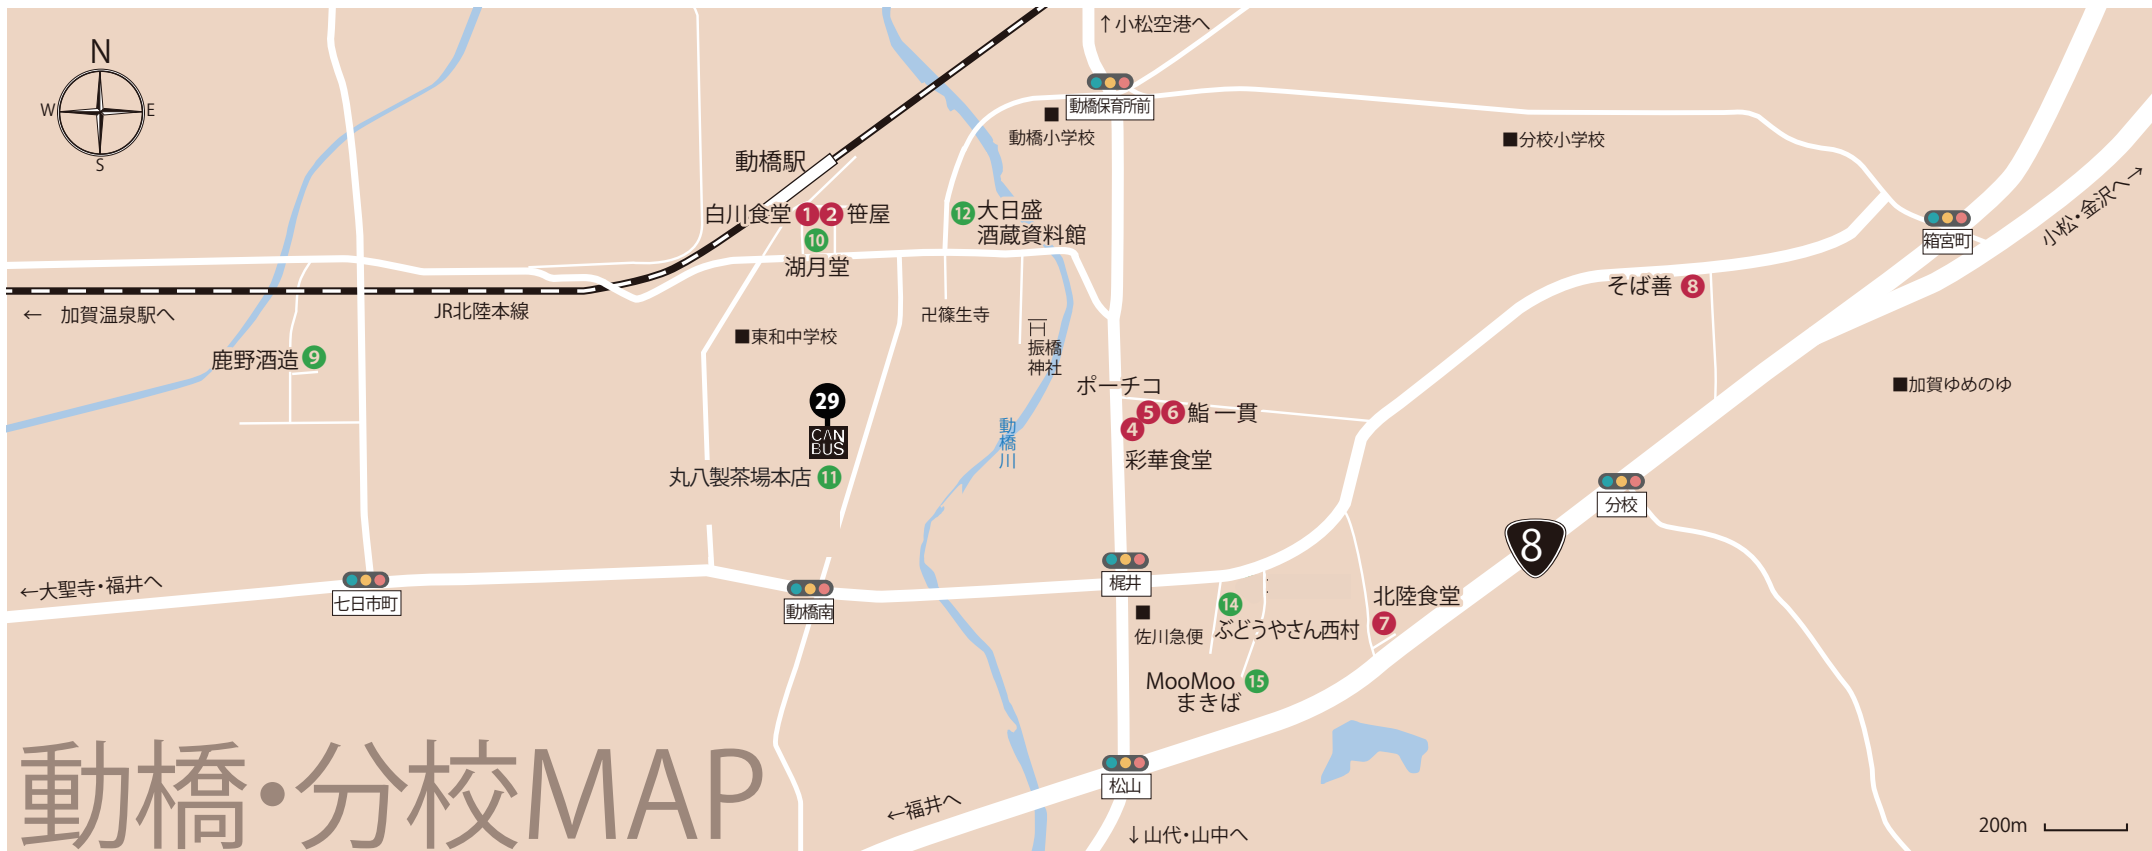 N
W
E
S
↑小松空港へ
動橋保育所前
動橋小学校
■分校小学校
動橋駅
白川食堂 1 2 笹屋
10
湖月堂
12 大日盛
酒蔵資料館
箱宮町
小松・金沢へ→
← 加賀温泉駅へ
JR北陸本線
卍篠生寺
そば善 8
■東和中学校
振橋
神社
鹿野酒造 9
ポーチコ
5 6 鮨 一貫
4
彩華食堂
■加賀ゆめのゆ
29
CAN
BUS
動橋川
丸八製茶場本店 11
分校
8
←大聖寺・福井へ
七日市町
動橋南
梶井
佐川急便
14
ぶどうやさん西村
北陸食堂
7
MooMoo 15
まきば
松山
←福井へ
↓山代・山中へ
動橋・分校MAP
200m